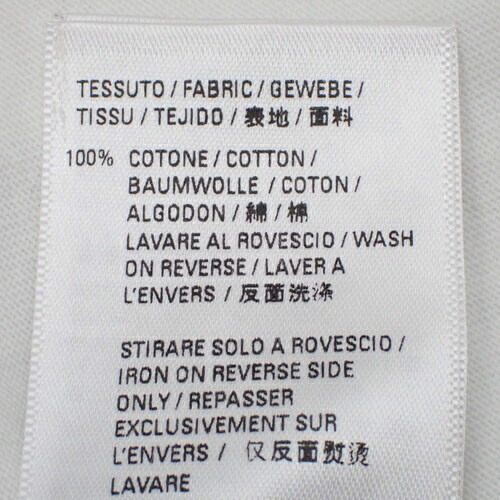 TESSUTO / FABRIC / GEWEBE /
TISSU / TEJIDO / 表地 / 面料
100% COTONE / COTTON /
BAUMWOLLE / COTON /
ALGODON / 綿 / 棉
LAVARE AL ROVESCIO / WASH
ON REVERSE / LAVER A
L'ENVERS / 反面洗涤
STIRARE SOLO A ROVESCIO /
IRON ON REVERSE SIDE
ONLY / REPASSER
EXCLUSIVEMENT SUR
L'ENVERS / 仅反面熨烫
LAVARE